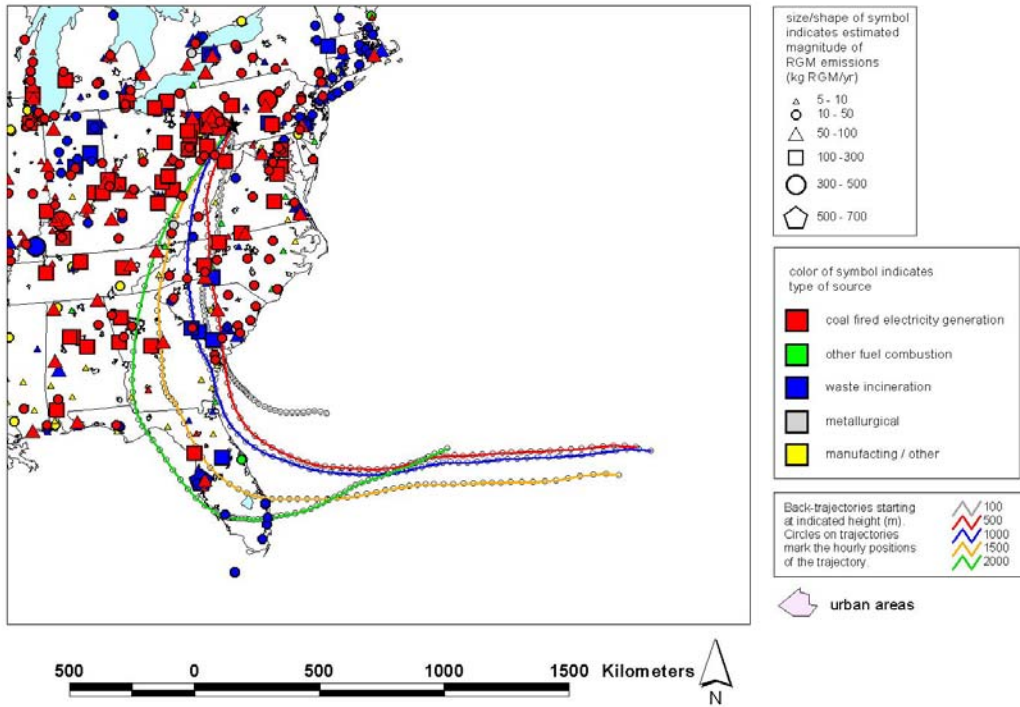 size/shape of symbol
indicates estimated
magnitude of
RGM emissions
(kg RGM/yr)
5 - 10
10 - 50
50 -100
100 -300
300 - 500
500 - 700
color of symbol indicates
type of source
coal fired electricity generation
other fuel combustion
waste incineration
metallurgical
manufacting / other
Back-trajectories starting
at indicated height (m).
Circles on trajectories
mark the hourly positions
of the trajectory.
100
500
1000
1500
2000
urban areas
500 0 500 1000 1500 Kilometers
N